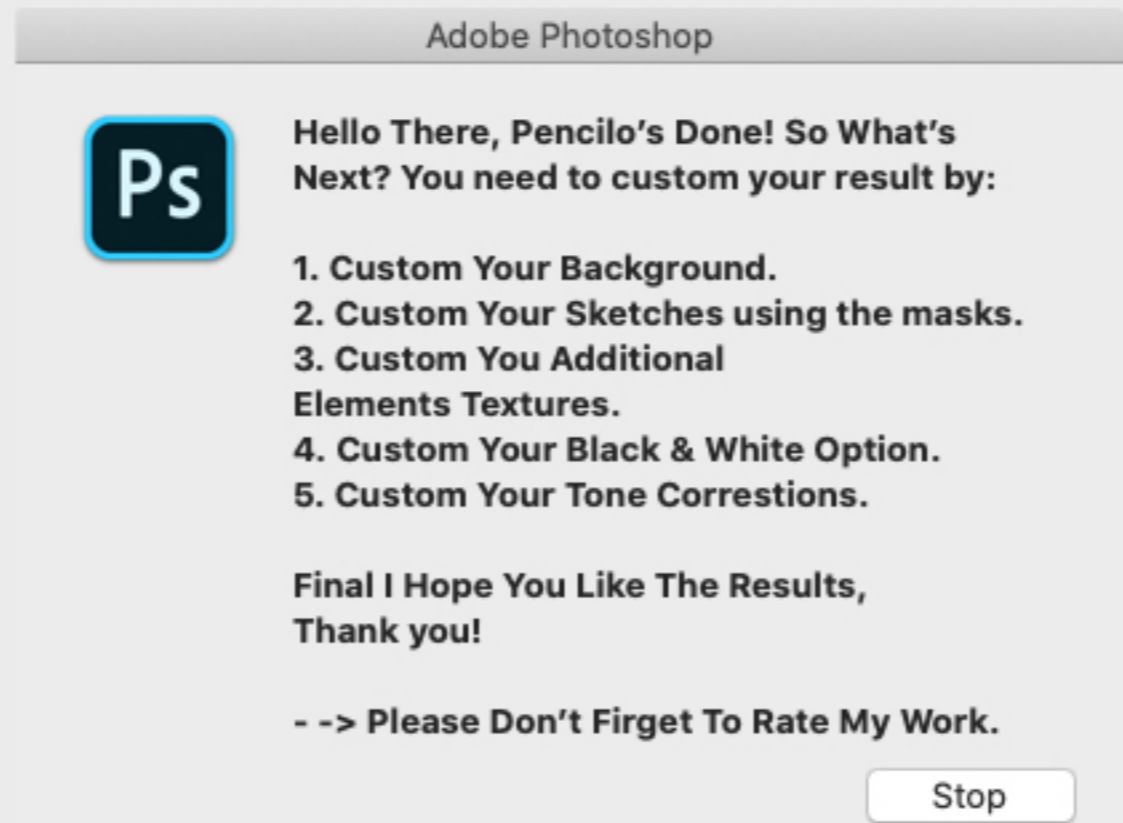 Adobe Photoshop
Ps
Hello There, Pencilo's Done! So What's
Next? You need to custom your result by:
1. Custom Your Background.
2. Custom Your Sketches using the masks.
3. Custom You Additional
Elements Textures.
4. Custom Your Black & White Option.
5. Custom Your Tone Correstions.
Final I Hope You Like The Results,
Thank you!
- -> Please Don't Firget To Rate My Work.
Stop